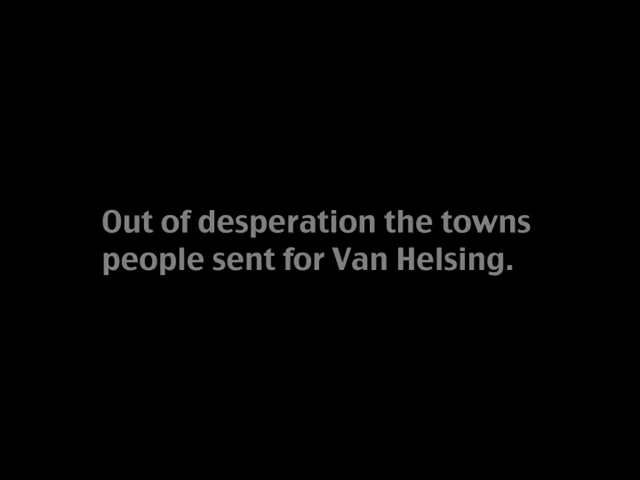 Out of desperation the towns
people sent for Van Helsing.